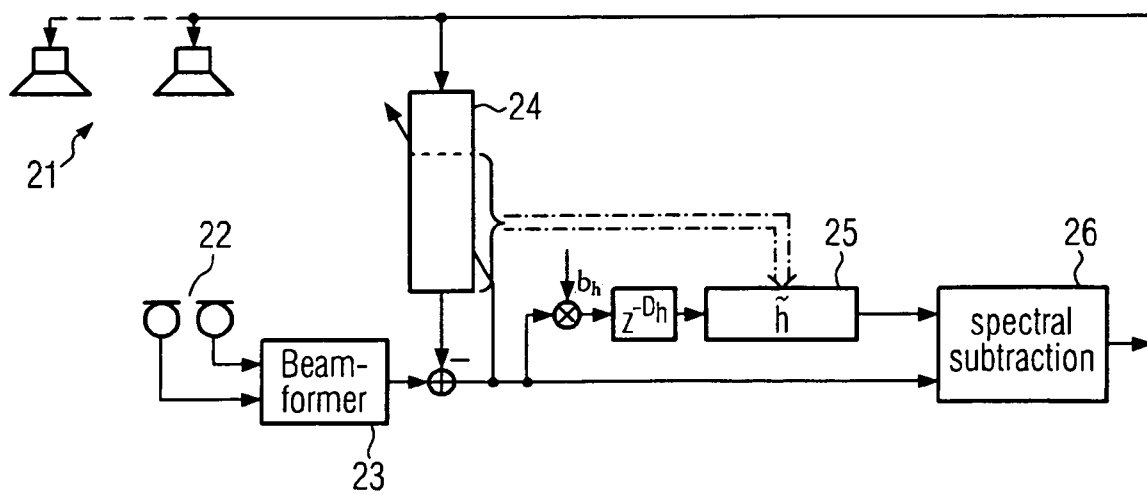 24
21
22
25
26
b_h
z^{-D_h}
h̃
spectral
subtraction
Beam-
former
−
23